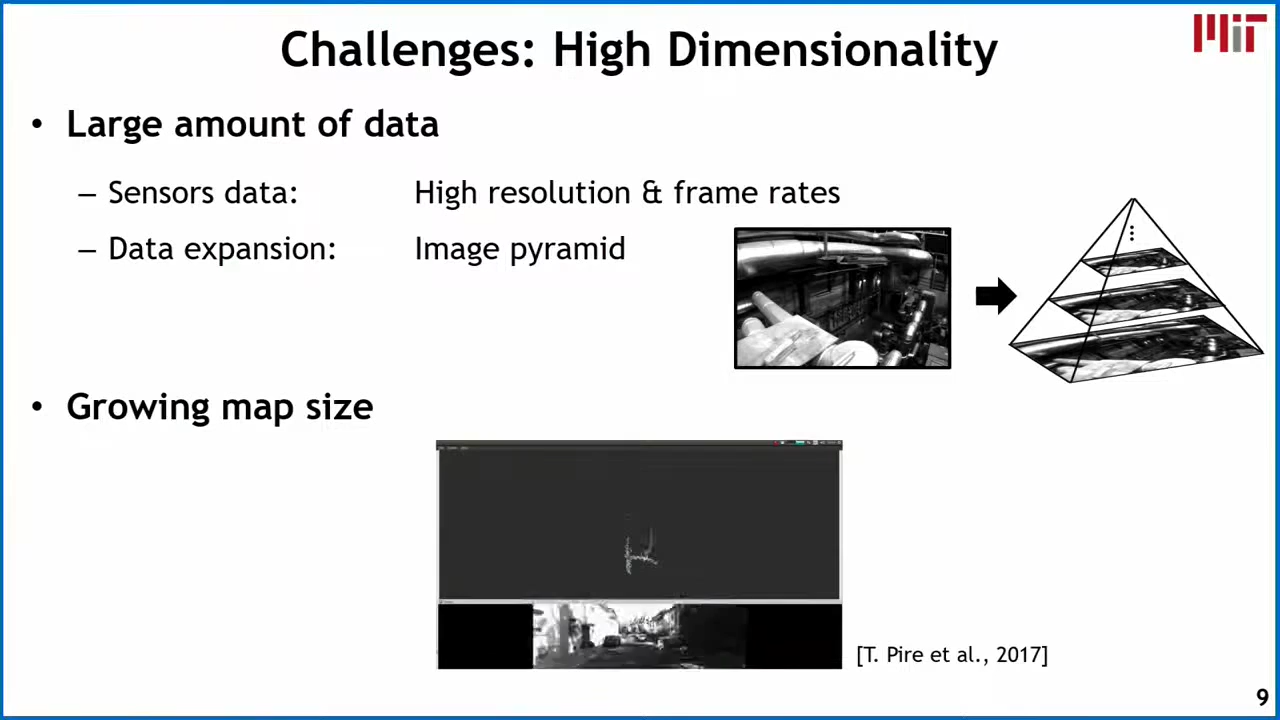 Challenges: High Dimensionality
MIT
• Large amount of data
– Sensors data: High resolution & frame rates
– Data expansion: Image pyramid
• Growing map size
[T. Pire et al., 2017]
9